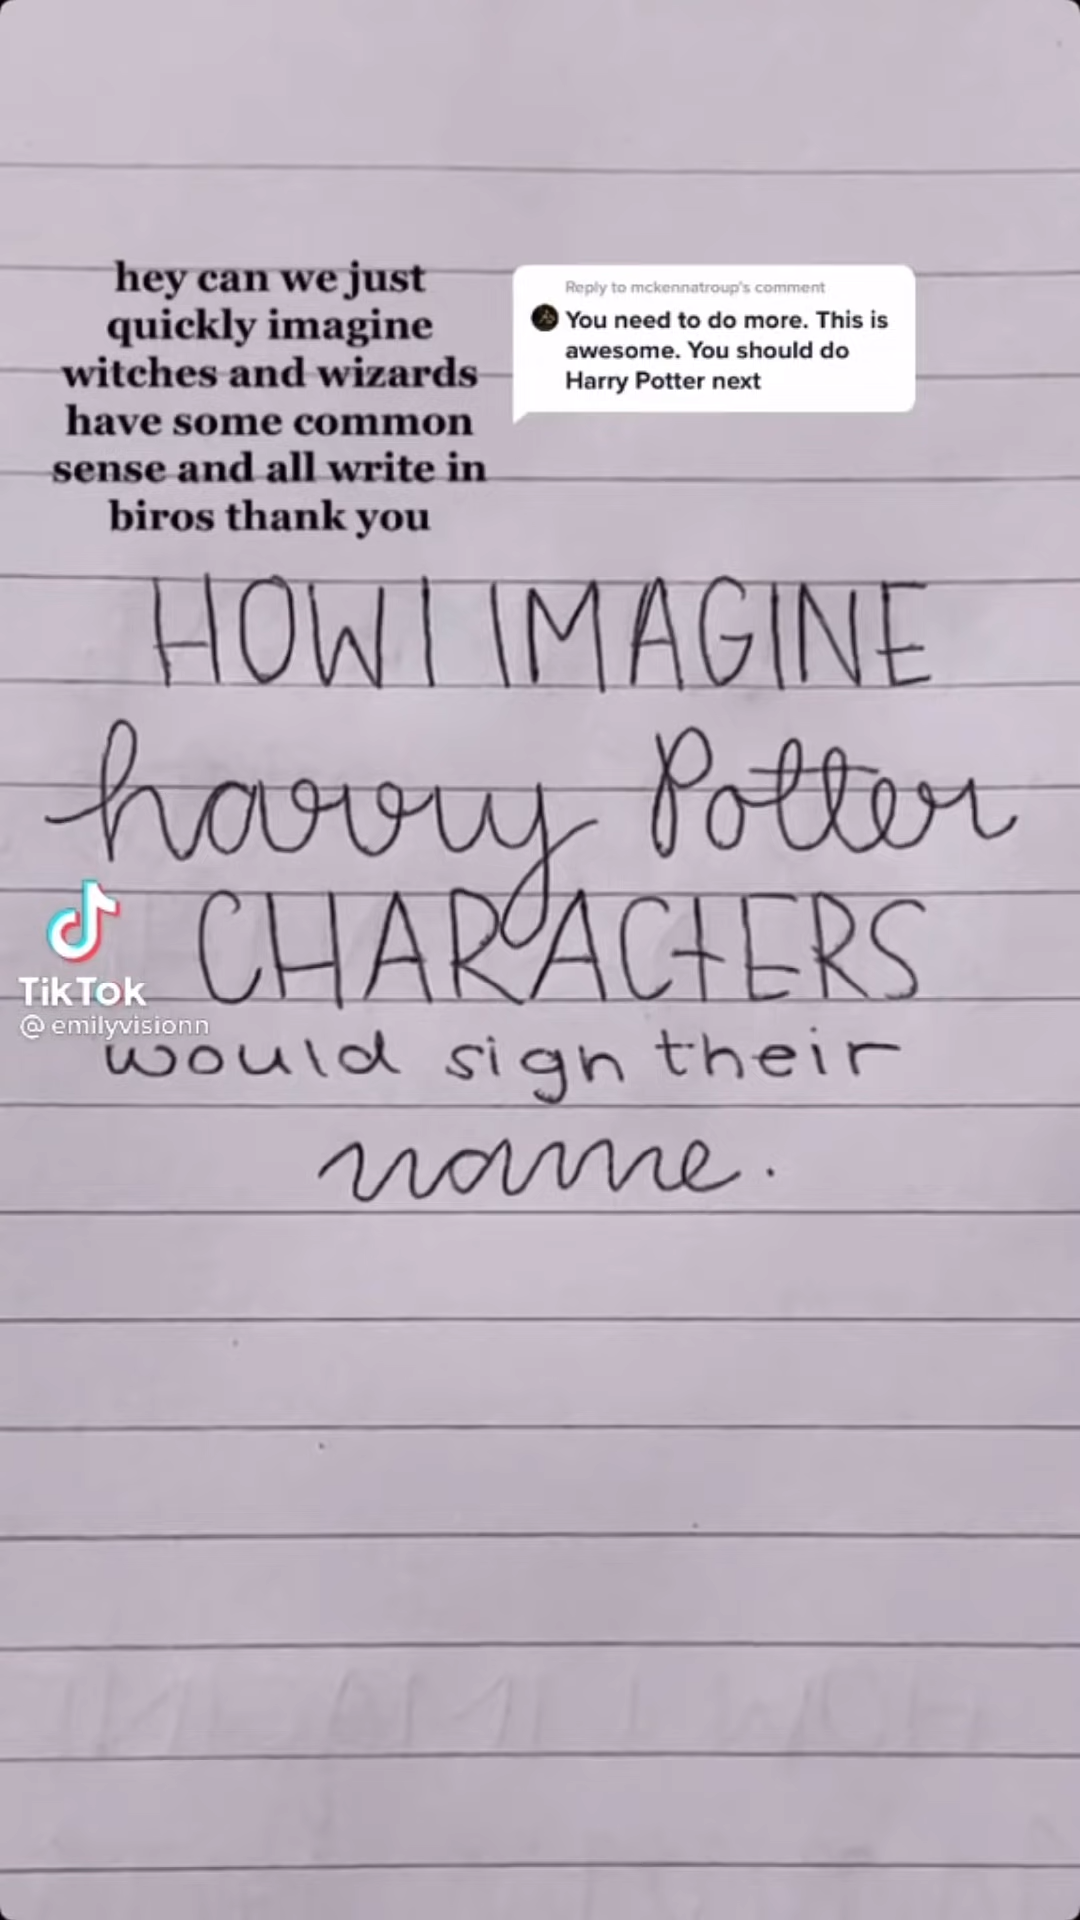 hey can we just
quickly imagine
witches and wizards
have some common
sense and all write in
biros thank you
Reply to mckennatroup's comment
You need to do more. This is
awesome. You should do
Harry Potter next
HOW I IMAGINE
harry Potter
CHARACTERS
TikTok
@emilyvisionn
would sign their
name.